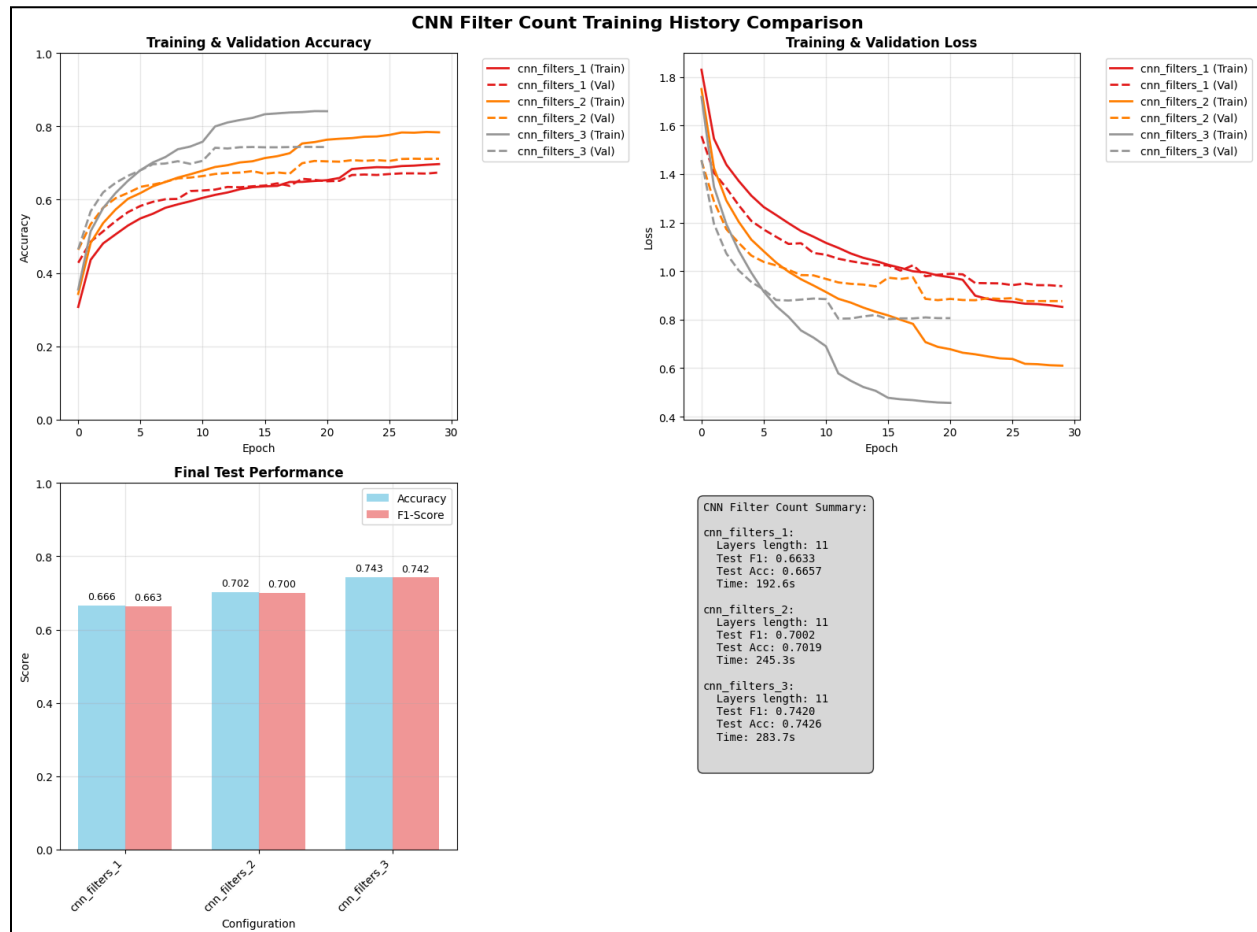 CNN Filter Count Training History Comparison
Training & Validation Accuracy
1.0
0.8
0.6
0.4
0.2
0.0
Accuracy
0 5 10 15 20 25 30
Epoch
cnn_filters_1 (Train)
cnn_filters_1 (Val)
cnn_filters_2 (Train)
cnn_filters_2 (Val)
cnn_filters_3 (Train)
cnn_filters_3 (Val)
Training & Validation Loss
1.8
1.6
1.4
1.2
1.0
0.8
0.6
0.4
Loss
0 5 10 15 20 25 30
Epoch
cnn_filters_1 (Train)
cnn_filters_1 (Val)
cnn_filters_2 (Train)
cnn_filters_2 (Val)
cnn_filters_3 (Train)
cnn_filters_3 (Val)
Final Test Performance
1.0
0.8
0.6
0.4
0.2
0.0
Score
Accuracy
F1-Score
0.666 0.663 0.702 0.700 0.743 0.742
cnn_filters_1
cnn_filters_2
cnn_filters_3
Configuration
CNN Filter Count Summary:
cnn_filters_1:
Layers length: 11
Test F1: 0.6633
Test Acc: 0.6657
Time: 192.6s
cnn_filters_2:
Layers length: 11
Test F1: 0.7002
Test Acc: 0.7019
Time: 245.3s
cnn_filters_3:
Layers length: 11
Test F1: 0.7420
Test Acc: 0.7426
Time: 283.7s